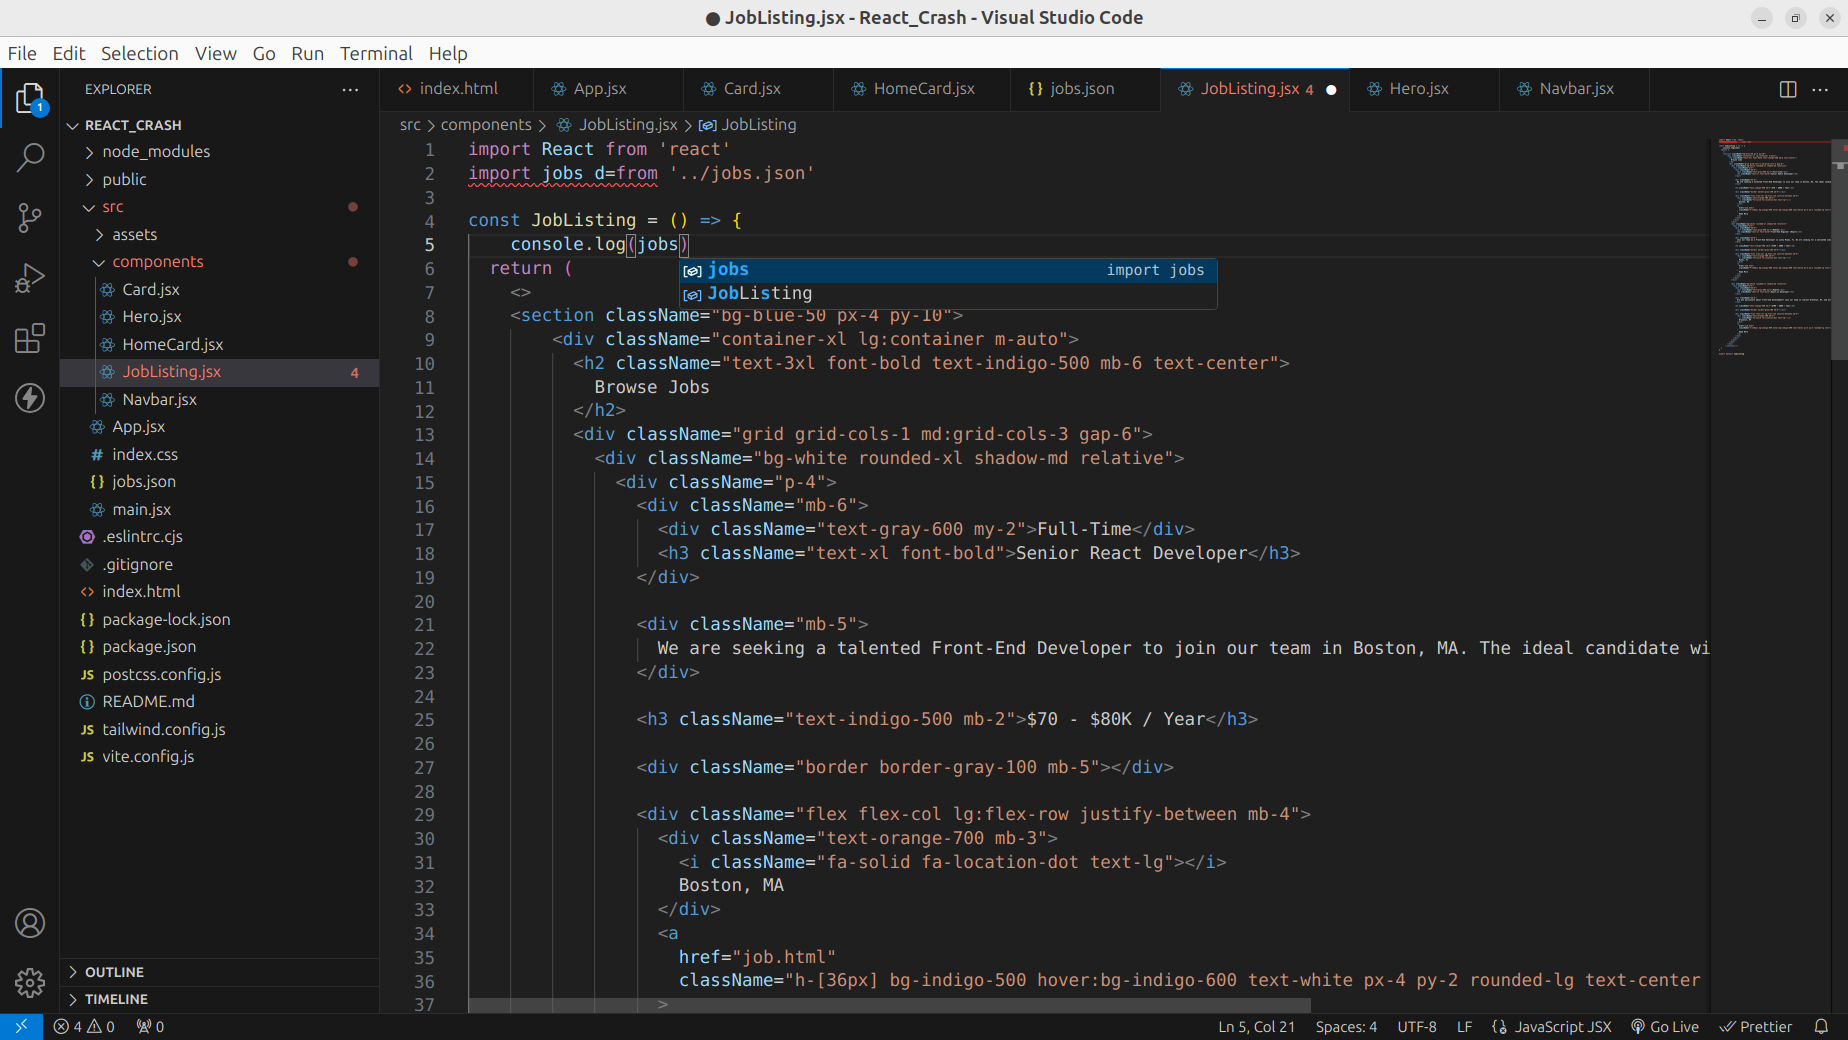 JobListing.jsx - React_Crash - Visual Studio Code
File Edit Selection View Go Run Terminal Help
1
EXPLORER
REACT_CRASH
node_modules
public
src
assets
components
Card.jsx
Hero.jsx
HomeCard.jsx
JobListing.jsx 4
Navbar.jsx
App.jsx
# index.css
{} jobs.json
main.jsx
.eslintrc.cjs
.gitignore
<> index.html
{} package-lock.json
{} package.json
JS postcss.config.js
README.md
JS tailwind.config.js
JS vite.config.js
OUTLINE
TIMELINE
<> index.html App.jsx Card.jsx HomeCard.jsx {} jobs.json JobListing.jsx 4 Hero.jsx Navbar.jsx
src > components > JobListing.jsx > JobListing
1 import React from 'react'
2 import jobs d=from '../jobs.json'
3
4 const JobListing = () => {
5 console.log(jobs)
jobs import jobs
JobListing
6 return (
7 <>
8 <section className="bg-blue-50 px-4 py-10">
9 <div className="container-xl lg:container m-auto">
10 <h2 className="text-3xl font-bold text-indigo-500 mb-6 text-center">
11 Browse Jobs
12 </h2>
13 <div className="grid grid-cols-1 md:grid-cols-3 gap-6">
14 <div className="bg-white rounded-xl shadow-md relative">
15 <div className="p-4">
16 <div className="mb-6">
17 <div className="text-gray-600 my-2">Full-Time</div>
18 <h3 className="text-xl font-bold">Senior React Developer</h3>
19 </div>
20
21 <div className="mb-5">
22 We are seeking a talented Front-End Developer to join our team in Boston, MA. The ideal candidate wi
23 </div>
24
25 <h3 className="text-indigo-500 mb-2">$70 - $80K / Year</h3>
26
27 <div className="border border-gray-100 mb-5"></div>
28
29 <div className="flex flex-col lg:flex-row justify-between mb-4">
30 <div className="text-orange-700 mb-3">
31 <i className="fa-solid fa-location-dot text-lg"></i>
32 Boston, MA
33 </div>
34 <a
35 href="job.html"
36 className="h-[36px] bg-indigo-500 hover:bg-indigo-600 text-white px-4 py-2 rounded-lg text-center
37 >
4 0 0 Ln 5, Col 21 Spaces: 4 UTF-8 LF JavaScript JSX Go Live Prettier